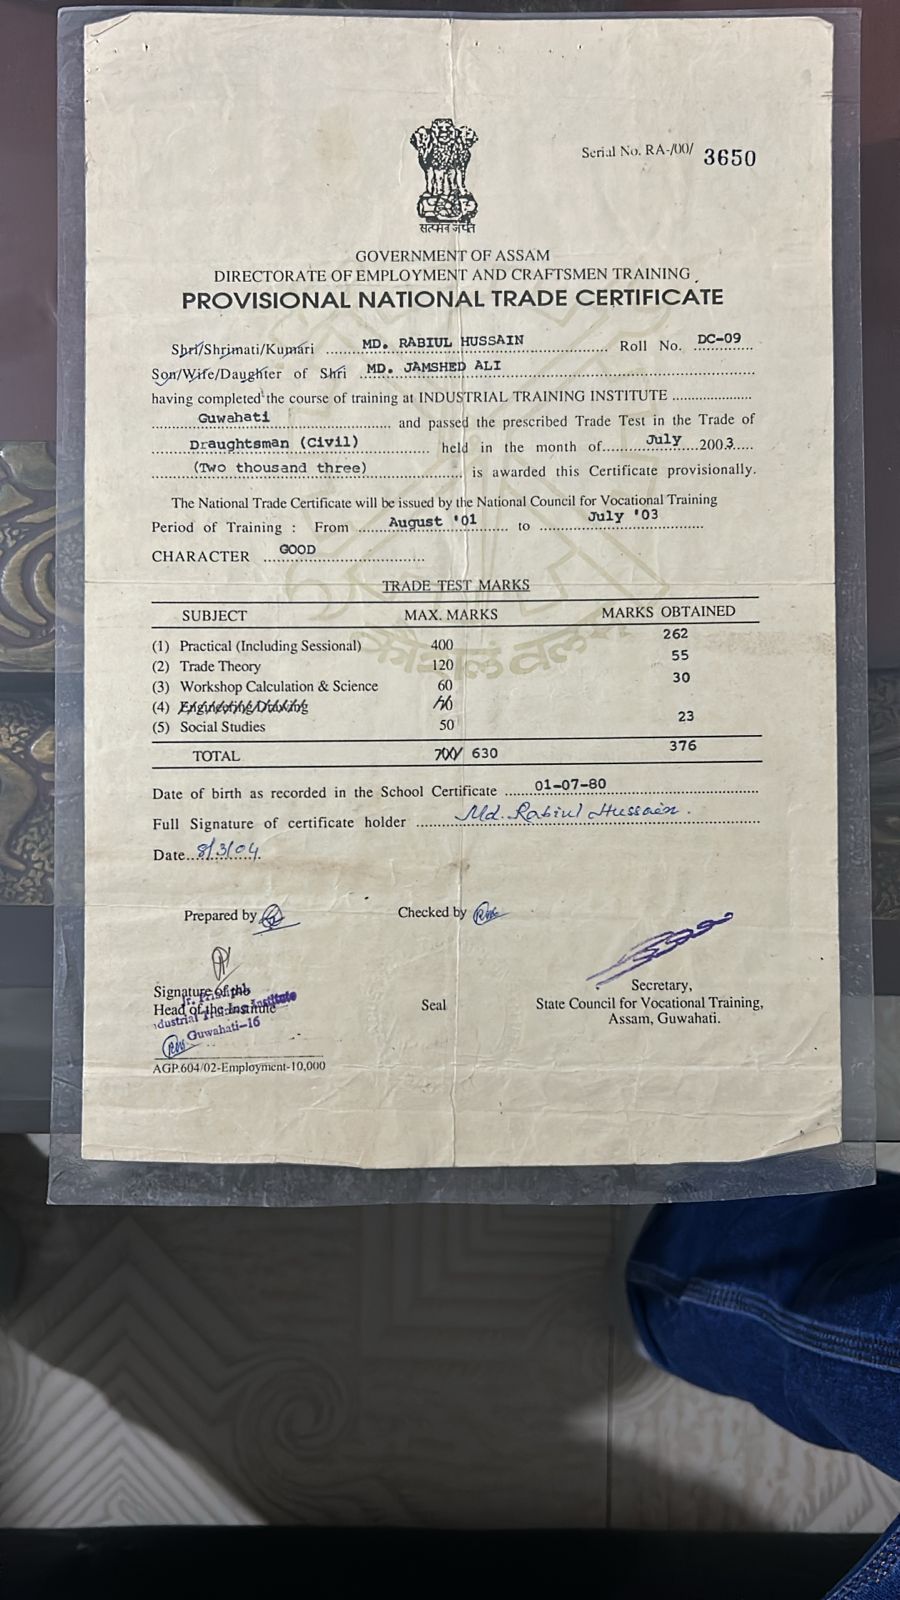 सत्यमेव जयते
Serial No. RA-/00/ 3650
GOVERNMENT OF ASSAM
DIRECTORATE OF EMPLOYMENT AND CRAFTSMEN TRAINING
PROVISIONAL NATIONAL TRADE CERTIFICATE
Shri/Shrimati/Kumari MD. RABIUL HUSSAIN Roll No. DC-09
Son/Wife/Daughter of Shri MD. JAMSHED ALI
having completed the course of training at INDUSTRIAL TRAINING INSTITUTE
Guwahati and passed the prescribed Trade Test in the Trade of
Draughtsman (Civil) held in the month of July 2003
(Two thousand three) is awarded this Certificate provisionally.
The National Trade Certificate will be issued by the National Council for Vocational Training
Period of Training : From August '01 to July '03
CHARACTER GOOD
TRADE TEST MARKS
SUBJECT MAX. MARKS MARKS OBTAINED
(1) Practical (Including Sessional) 400 262
(2) Trade Theory 120 55
(3) Workshop Calculation & Science 60 30
(4) Engineering Drawing
(5) Social Studies 50 23
TOTAL 630 376
Date of birth as recorded in the School Certificate 01-07-80
Full Signature of certificate holder Md. Rabiul Hussain.
Date 8/3/04.
Prepared by
Checked by
Signature of the
Head of the Institute
Industrial Training Institute
Guwahati-16
Seal
Secretary,
State Council for Vocational Training,
Assam, Guwahati.
AGP.604/02-Employment-10,000